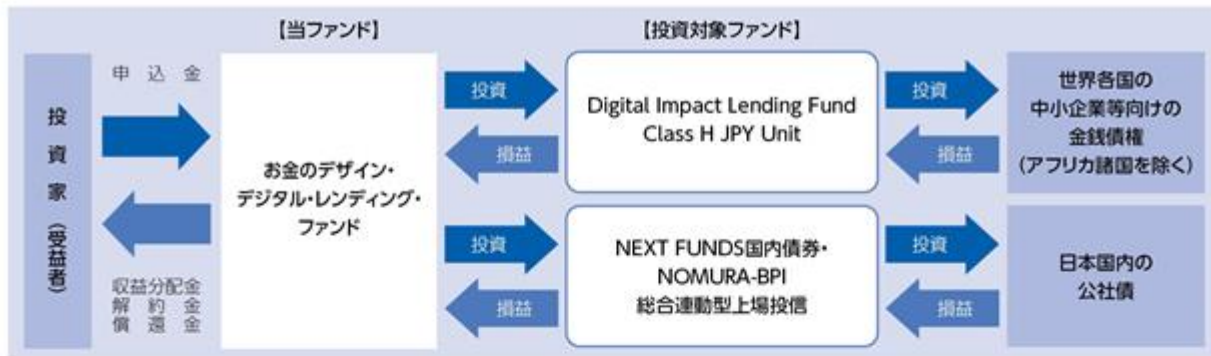 【当ファンド】
【投資対象ファンド】
投資家(受益者)
申込金
収益分配金
解約金
償還金
お金のデザイン・
デジタル・レンディング・
ファンド
投資
損益
Digital Impact Lending Fund
Class H JPY Unit
投資
損益
世界各国の
中小企業等向けの
金銭債権
(アフリカ諸国を除く)
投資
損益
NEXT FUNDS国内債券・
NOMURA-BPI
総合連動型上場投信
投資
損益
日本国内の
公社債